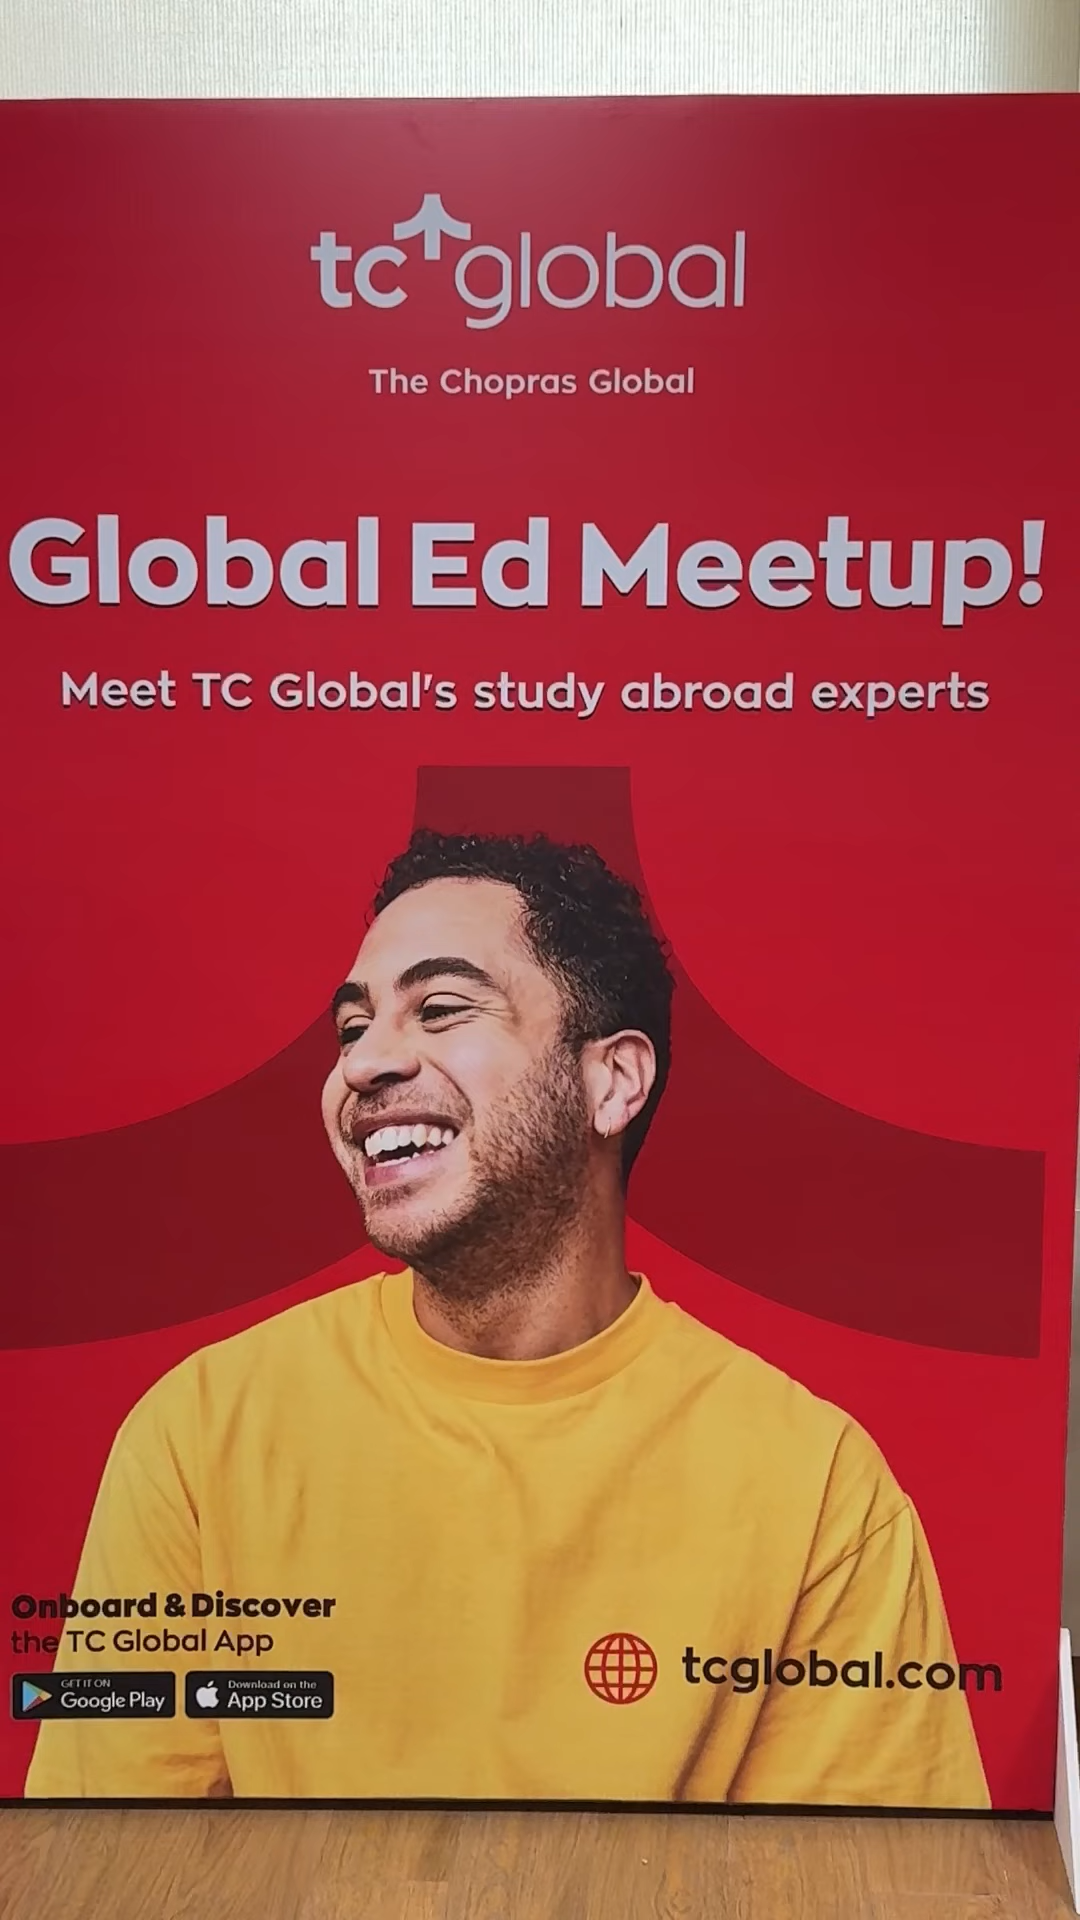 tc global
The Chopras Global
Global Ed Meetup!
Meet TC Global's study abroad experts
Onboard & Discover
the TC Global App
GET IT ON
Google Play
Download on the
App Store
tcglobal.com